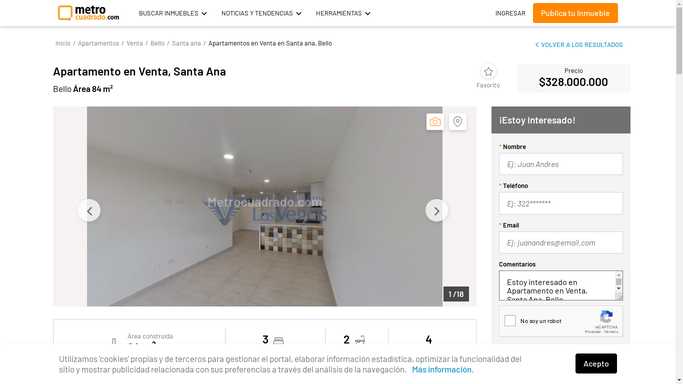 metro
cuadrado.com
BUSCAR INMUEBLES
NOTICIAS Y TENDENCIAS
HERRAMIENTAS
INGRESAR
Publica tu inmueble
Inicio / Apartamentos / Venta / Bello / Santa ana / Apartamentos en Venta en Santa ana, Bello
VOLVER A LOS RESULTADOS
Apartamento en Venta, Santa Ana
Bello Área 84 m²
Favorito
Precio
$328.000.000
Metrocuadrado.com
Las Vegas
1 /18
¡Estoy Interesado!
* Nombre
Ej: Juan Andres
* Teléfono
Ej: 322*******
* Email
Ej: juanandres@email.com
Comentarios
Estoy interesado en
Apartamento en Venta,
Santa Ana, Bello
No soy un robot
reCAPTCHA
Privacidad - Términos
Área construida
3
2
4
Utilizamos 'cookies' propias y de terceros para gestionar el portal, elaborar información estadística, optimizar la funcionalidad del
sitio y mostrar publicidad relacionada con sus preferencias a través del análisis de la navegación. Más información.
Acepto